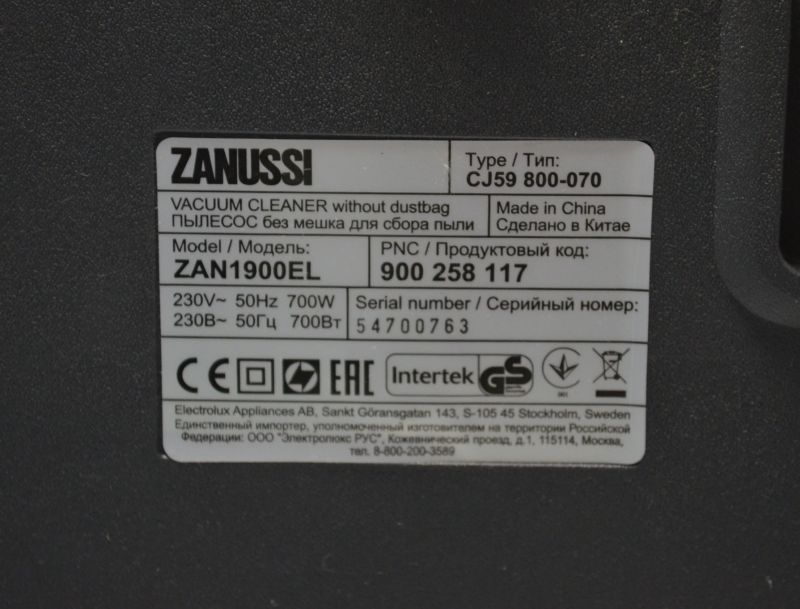 ZANUSSI
Type / Тип:
CJ59 800-070
VACUUM CLEANER without dustbag
ПЫЛЕСОС без мешка для сбора пыли
Made in China
Сделано в Китае
Model / Модель:
ZAN1900EL
PNC / Продуктовый код:
900 258 117
230V~ 50Hz 700W
230В~ 50Гц 700Вт
Serial number / Серийный номер:
54700763
CE
EAC
Intertek
GS
Electrolux Appliances AB, Sankt Göransgatan 143, S-105 45 Stockholm, Sweden
Единственный импортер, уполномоченный изготовителем на территории Российской
Федерации: ООО "Электролюкс РУС", Кожевнический проезд, д.1, 115114, Москва,
тел. 8-800-200-3589